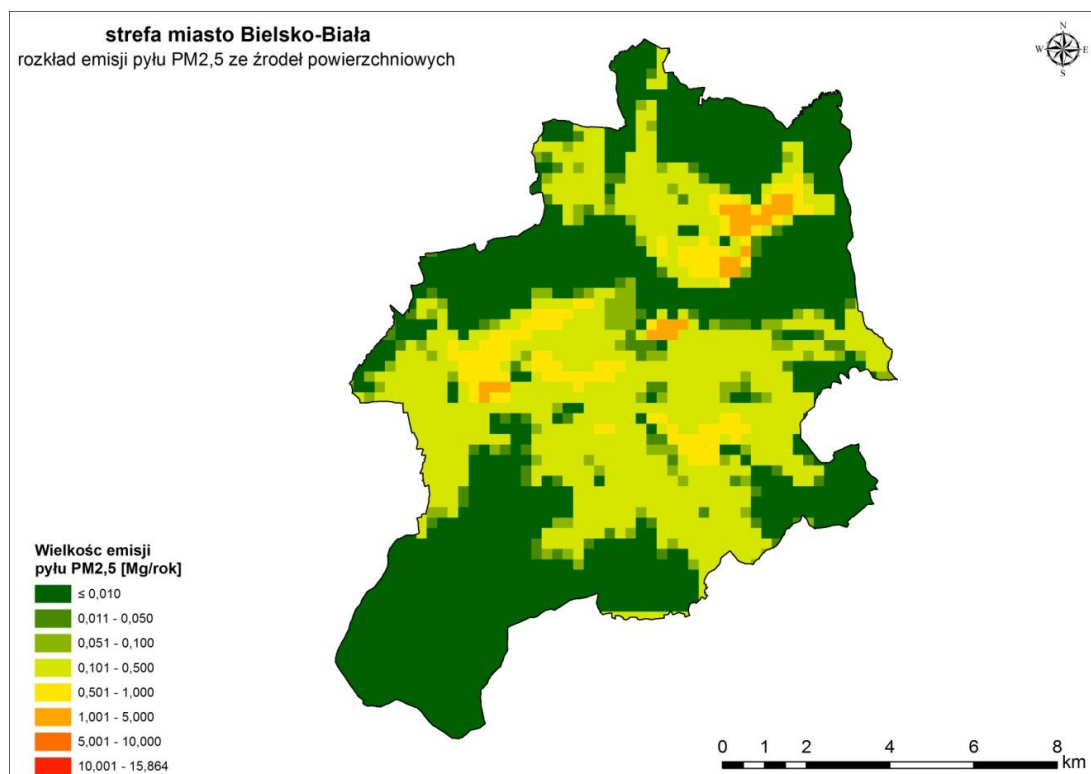 strefa miasto Bielsko-Biała
rozkład emisji pyłu PM2,5 ze źrodeł powierzchniowych
N
W E
S
Wielkośc emisji
pyłu PM2,5 [Mg/rok]
≤ 0,010
0,011 - 0,050
0,051 - 0,100
0,101 - 0,500
0,501 - 1,000
1,001 - 5,000
5,001 - 10,000
10,001 - 15,864
0 1 2 4 6 8
km